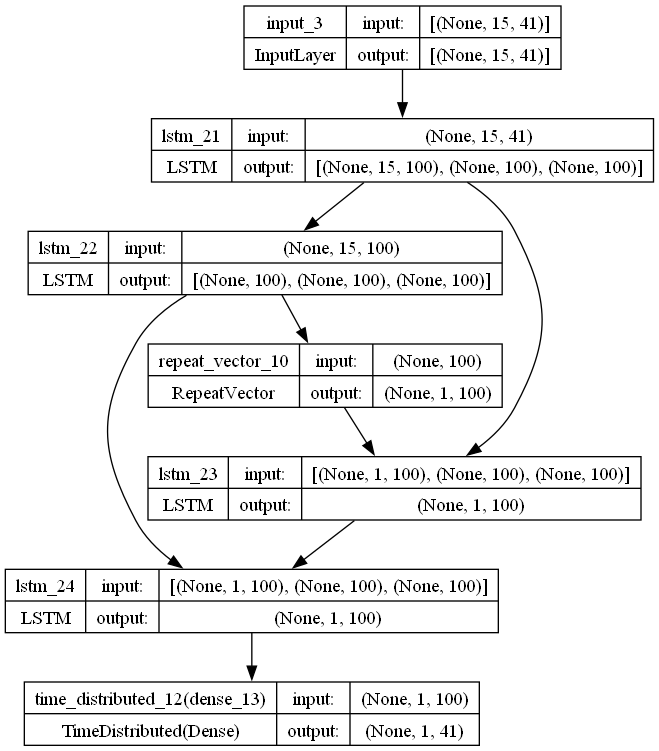 input_3 input: [(None, 15, 41)]
InputLayer output: [(None, 15, 41)]
lstm_21 input: (None, 15, 41)
LSTM output: [(None, 15, 100), (None, 100), (None, 100)]
lstm_22 input: (None, 15, 100)
LSTM output: [(None, 100), (None, 100), (None, 100)]
repeat_vector_10 input: (None, 100)
RepeatVector output: (None, 1, 100)
lstm_23 input: [(None, 1, 100), (None, 100), (None, 100)]
LSTM output: (None, 1, 100)
lstm_24 input: [(None, 1, 100), (None, 100), (None, 100)]
LSTM output: (None, 1, 100)
time_distributed_12(dense_13) input: (None, 1, 100)
TimeDistributed(Dense) output: (None, 1, 41)